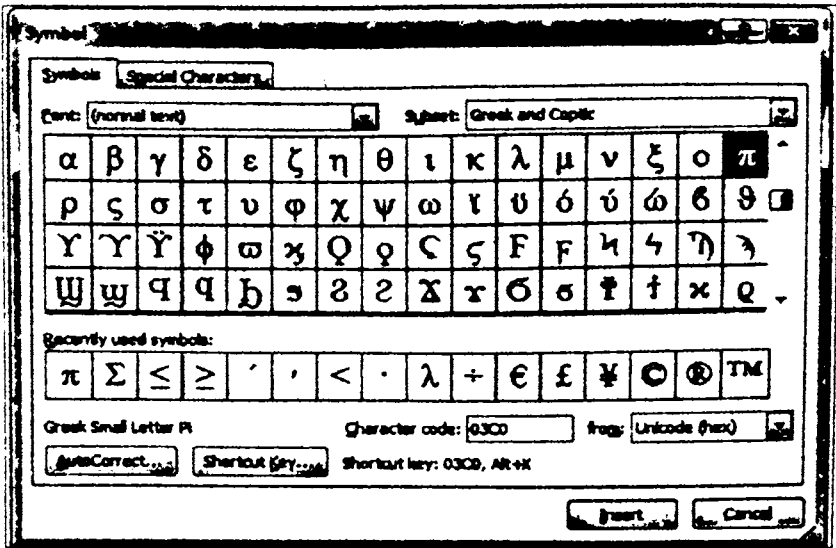 Symbol
Symbols Special Characters
Font: (normal text) Subset: Greek and Coptic
α β γ δ ε ζ η θ ι κ λ μ ν ξ ο π
ρ ς σ τ υ φ χ ψ ω ϊ ϋ ό ύ ώ ϐ ϑ
ϒ ϓ ϔ ϕ ϖ ϗ Ϙ ϙ Ϛ ϛ Ϝ ϝ Ϟ ϟ Ϡ ϡ
Ϣ ϣ Ϥ ϥ Ϧ ϧ Ϩ ϩ Ϫ ϫ Ϭ ϭ Ϯ ϯ ϰ ϱ
Recently used symbols:
π Σ ≤ ≥ ´ ′ < · λ ÷ € £ ¥ © ® ™
Greek Small Letter Pi Character code: 03C0 from: Unicode (hex)
AutoCorrect... Shortcut Key... Shortcut key: 03C0, Alt+X
Insert Cancel